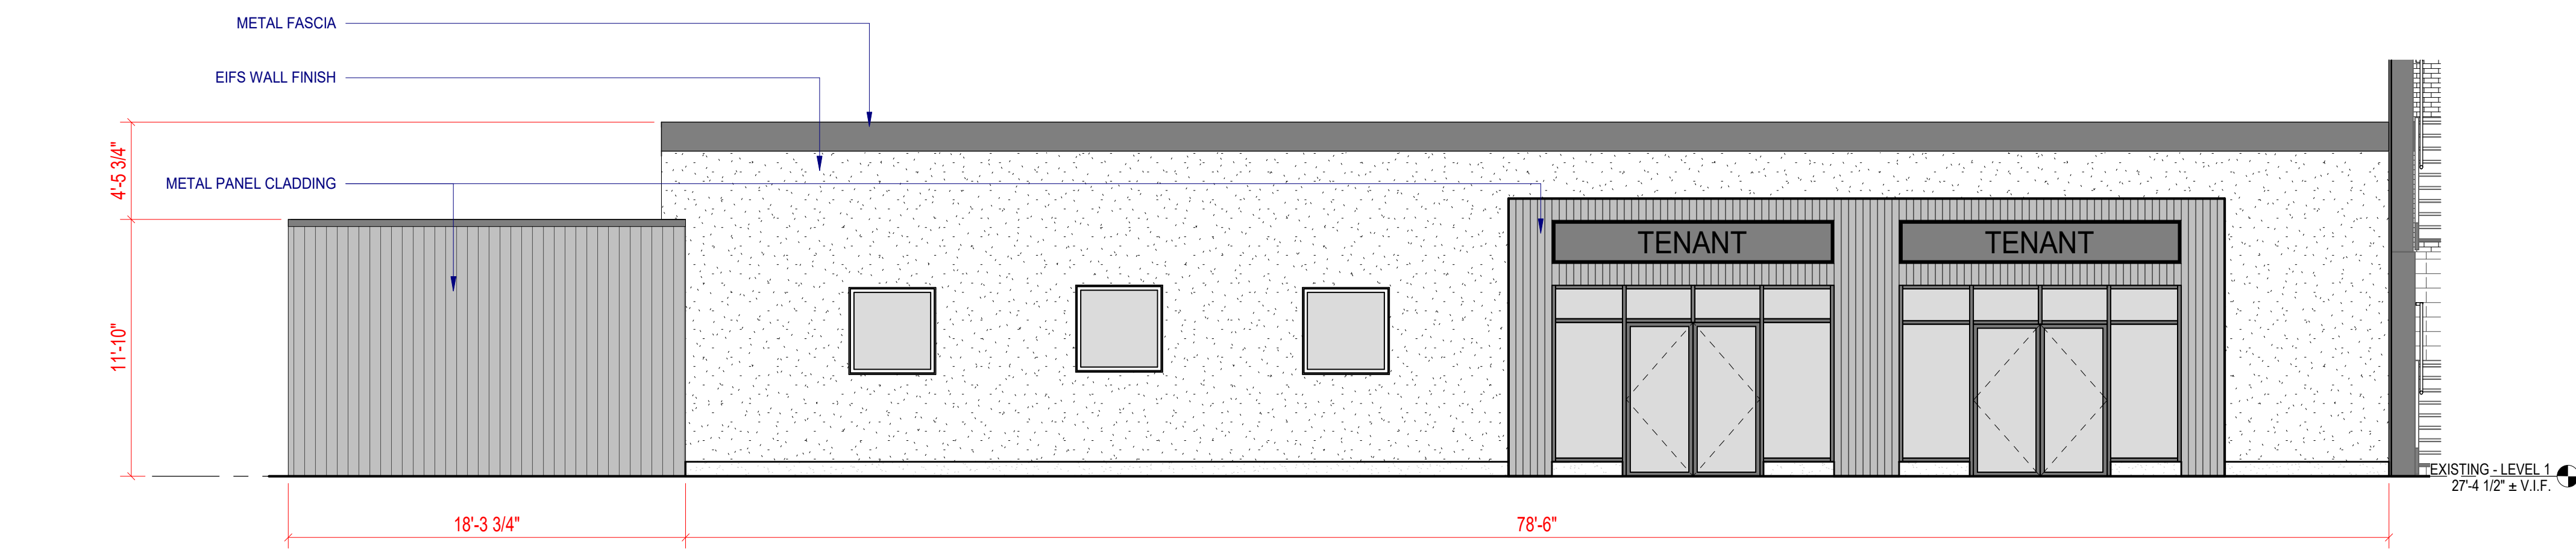 METAL FASCIA
EIFS WALL FINISH
4'-5 3/4"
METAL PANEL CLADDING
TENANT
TENANT
11'-10"
EXISTING - LEVEL 1
27'-4 1/2" ± V.I.F.
18'-3 3/4"
78'-6"